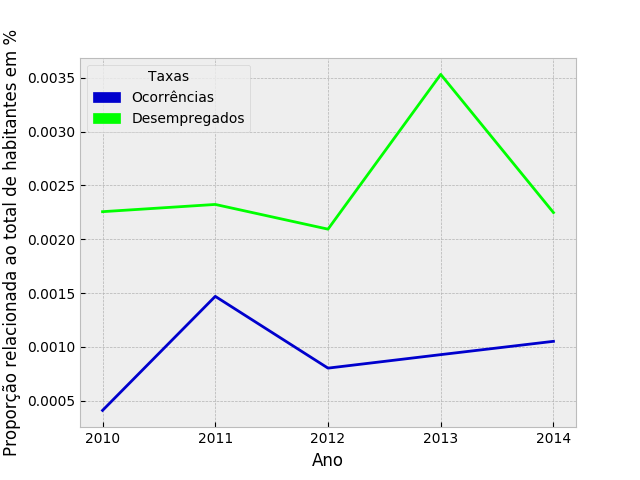 Proporção relacionada ao total de habitantes em %
0.0035
0.0030
0.0025
0.0020
0.0015
0.0010
0.0005
Taxas
Ocorrências
Desempregados
2010 2011 2012 2013 2014
Ano